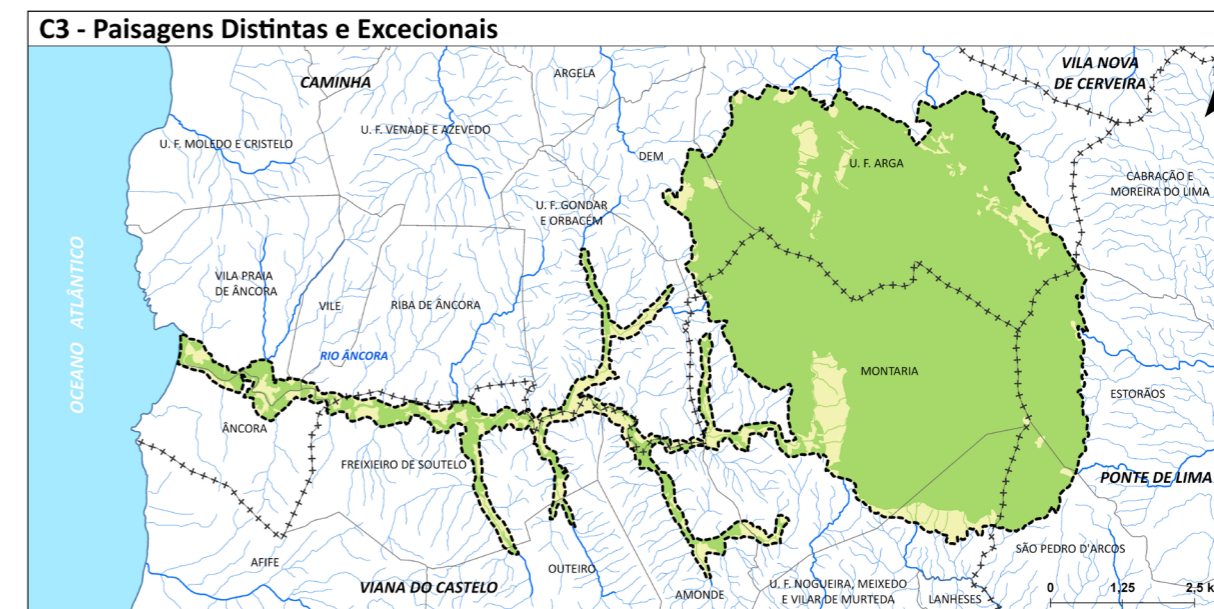 C3 - Paisagens Distintas e Excecionais
CAMINHA
ARGELA
VILA NOVA
DE CERVEIRA
U. F. VENADE E AZEVEDO
U. F. MOLEDO E CRISTELO
DEM
U. F. ARGA
CABRAÇÃO E
MOREIRA DO LIMA
U. F. GONDAR
E ORBACÉM
OCEANO ATLÂNTICO
VILA PRAIA
DE ÂNCORA
VILE
RIBA DE ÂNCORA
RIO ÂNCORA
MONTARIA
ESTORÃOS
ÂNCORA
FREIXIEIRO DE SOUTELO
PONTE DE LIMA
AFIFE
OUTEIRO
SÃO PEDRO D'ARCOS
VIANA DO CASTELO
AMONDE
U. F. NOGUEIRA, MEIXEDO
E VILAR DE MURTEDA
LANHESES
0 1,25 2,5 k